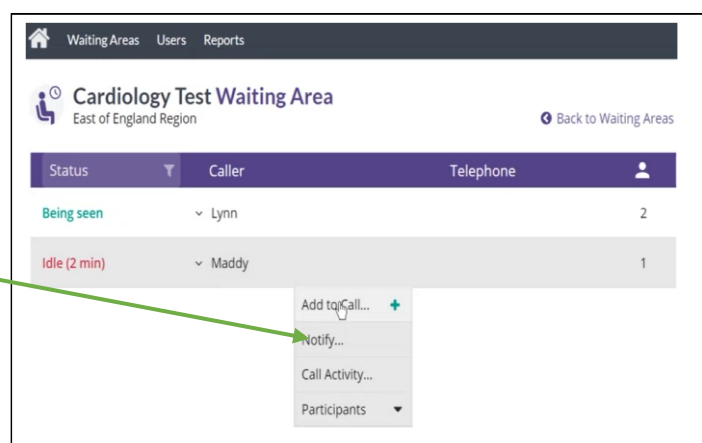 Waiting Areas Users Reports
Cardiology Test Waiting Area
East of England Region
Back to Waiting Areas
Status Caller Telephone
Being seen Lynn 2
Idle (2 min) Maddy 1
Add to Call...
Notify...
Call Activity...
Participants